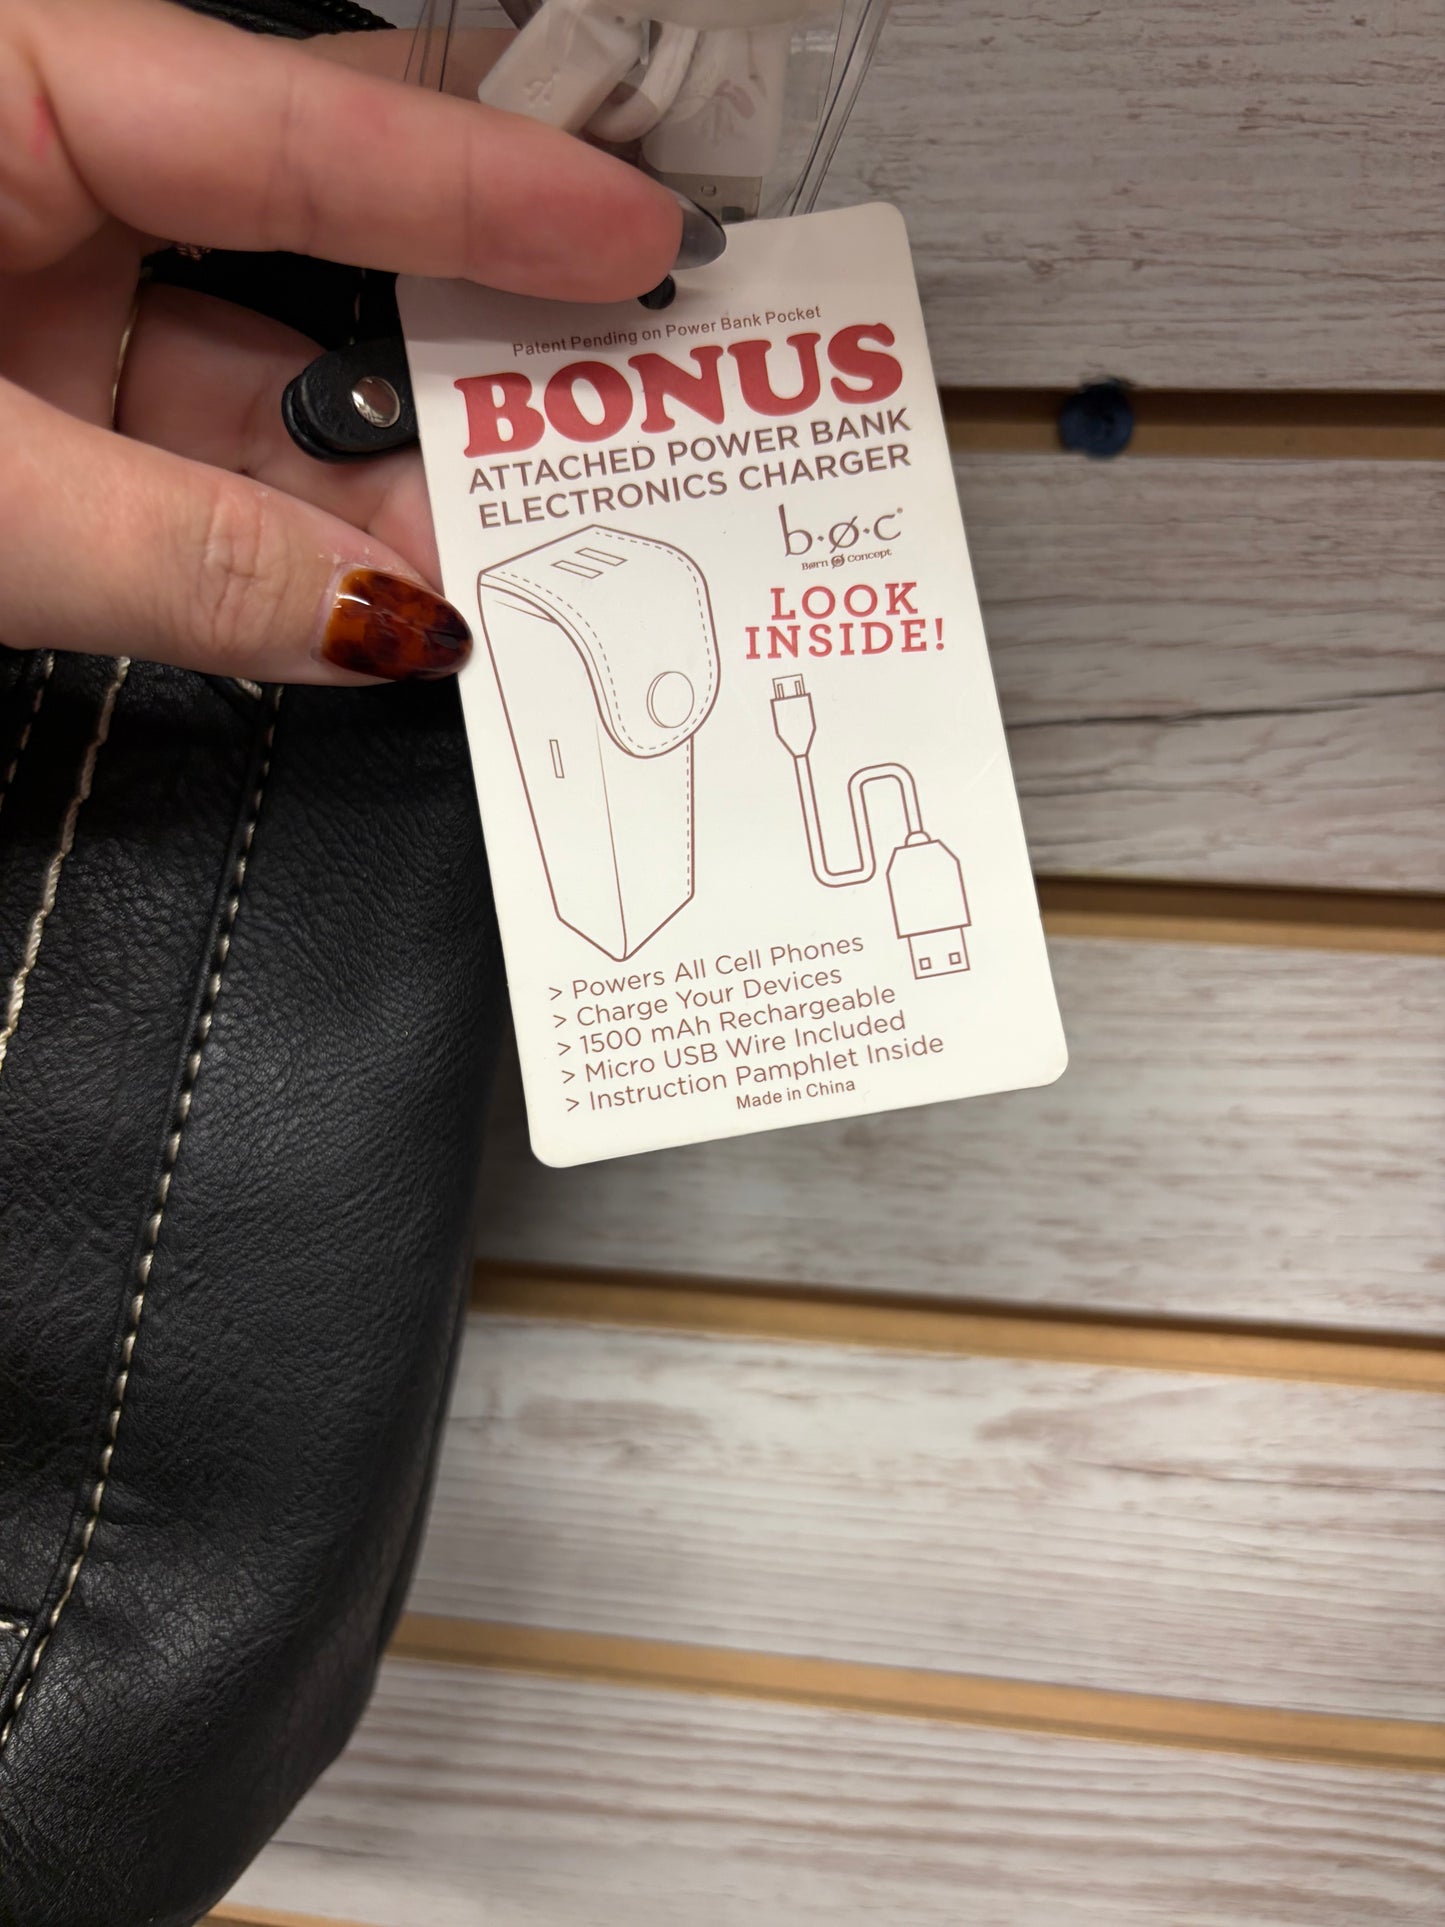 Patent Pending on Power Bank Pocket
BONUS
ATTACHED POWER BANK
ELECTRONICS CHARGER
b·ø·c®
Børn Ø Concept
LOOK
INSIDE!
> Powers All Cell Phones
> Charge Your Devices
> 1500 mAh Rechargeable
> Micro USB Wire Included
> Instruction Pamphlet Inside
Made in China